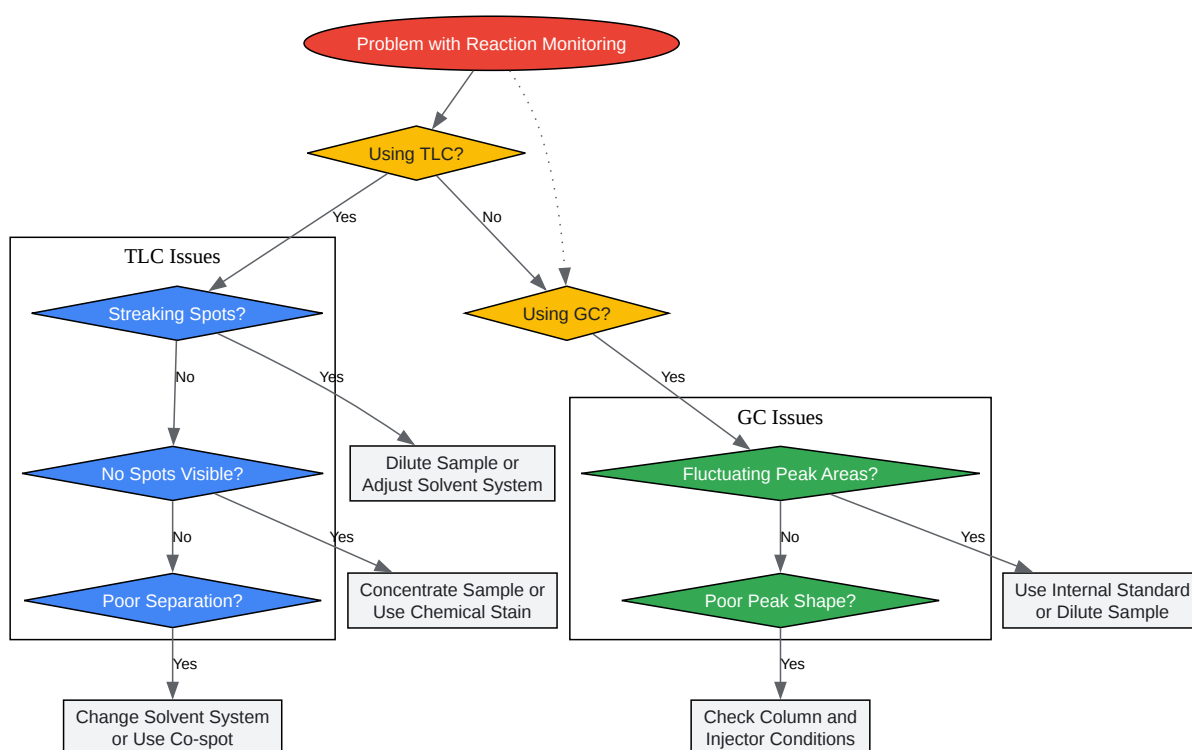 Problem with Reaction Monitoring
Using TLC?
Yes
No
TLC Issues
Streaking Spots?
Using GC?
No
Yes
Yes
GC Issues
No Spots Visible?
Dilute Sample or
Adjust Solvent System
Fluctuating Peak Areas?
No
Yes
No
Yes
Poor Separation?
Concentrate Sample or
Use Chemical Stain
Poor Peak Shape?
Use Internal Standard
or Dilute Sample
Yes
Yes
Change Solvent System
or Use Co-spot
Check Column and
Injector Conditions